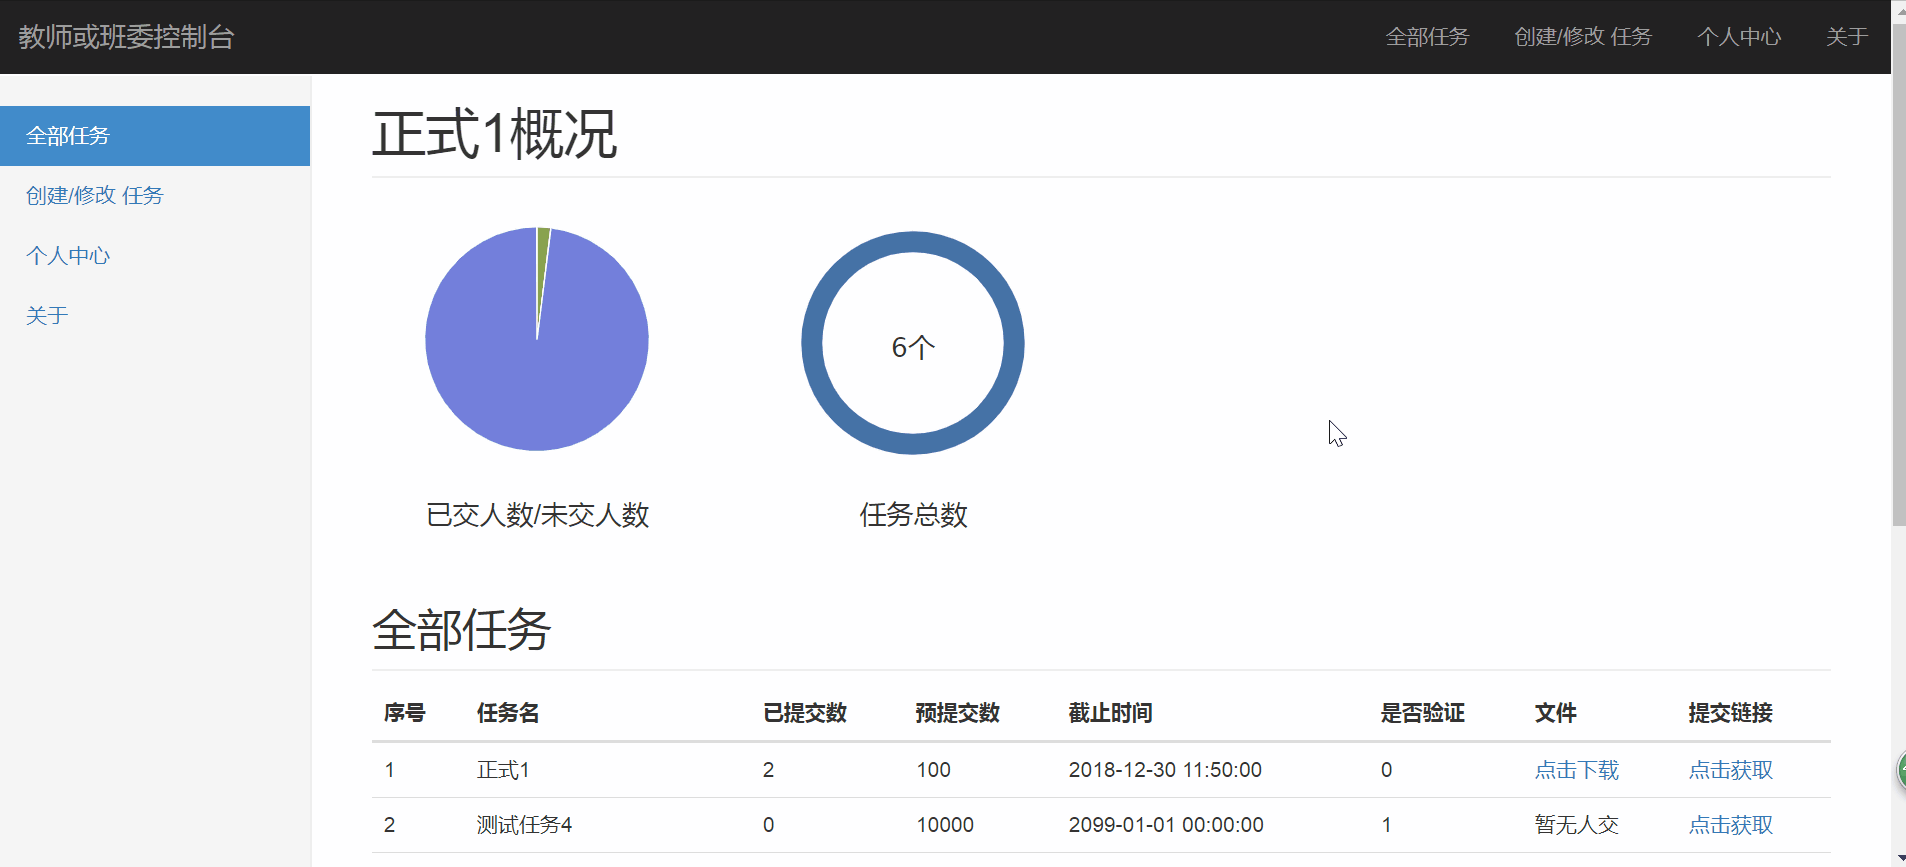 教师或班委控制台 全部任务 创建/修改 任务 个人中心 关于
全部任务
创建/修改 任务
个人中心
关于
正式1概况
6个
已交人数/未交人数 任务总数
全部任务
序号 任务名 已提交数 预提交数 截止时间 是否验证 文件 提交链接
1 正式1 2 100 2018-12-30 11:50:00 0 点击下载 点击获取
2 测试任务4 0 10000 2099-01-01 00:00:00 1 暂无人交 点击获取